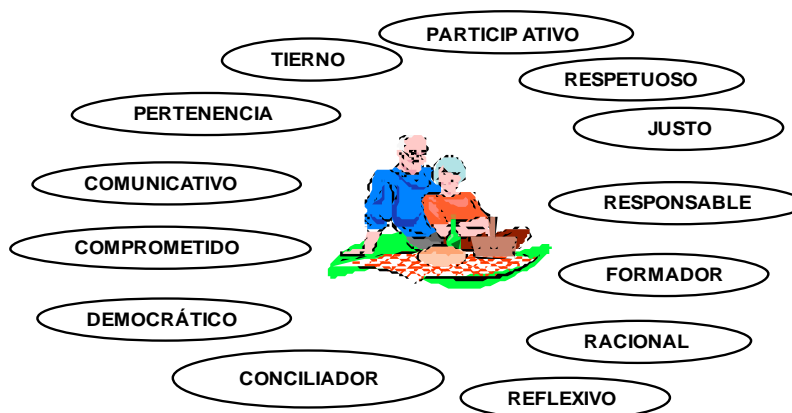 PARTICIP ATIVO
TIERNO
RESPETUOSO
PERTENENCIA
JUSTO
COMUNICATIVO
RESPONSABLE
COMPROMETIDO
FORMADOR
DEMOCRÁTICO
RACIONAL
CONCILIADOR
REFLEXIVO